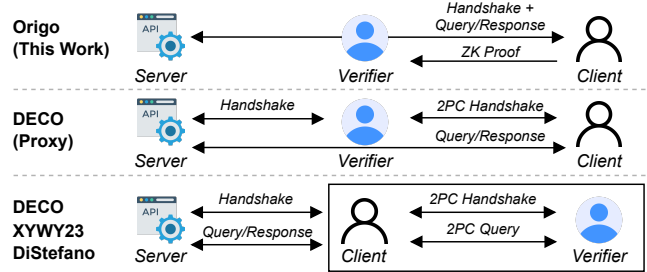 Origo
(This Work)
API
Server
Verifier
Handshake +
Query/Response
ZK Proof
Client
DECO
(Proxy)
API
Server
Handshake
Verifier
2PC Handshake
Query/Response
Client
DECO
XYWY23
DiStefano
API
Server
Handshake
Query/Response
Client
2PC Handshake
2PC Query
Verifier